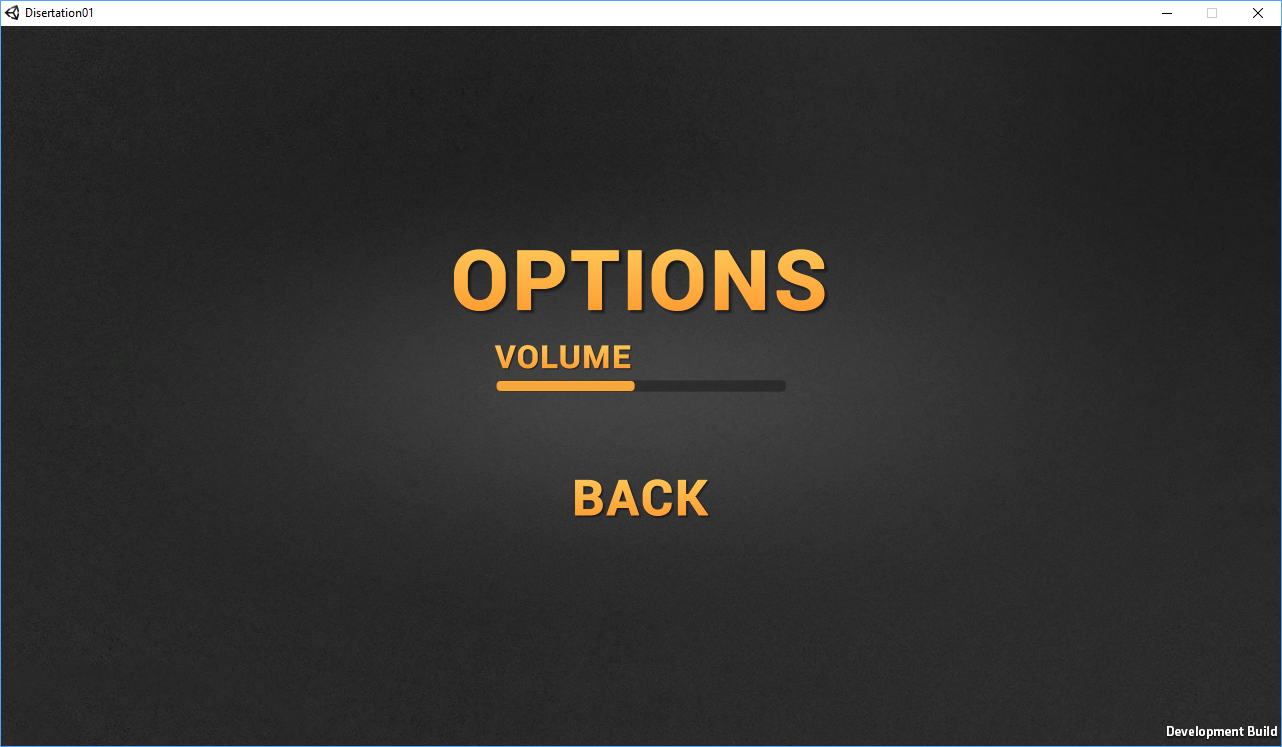 Disertation01
OPTIONS
VOLUME
BACK
Development Build